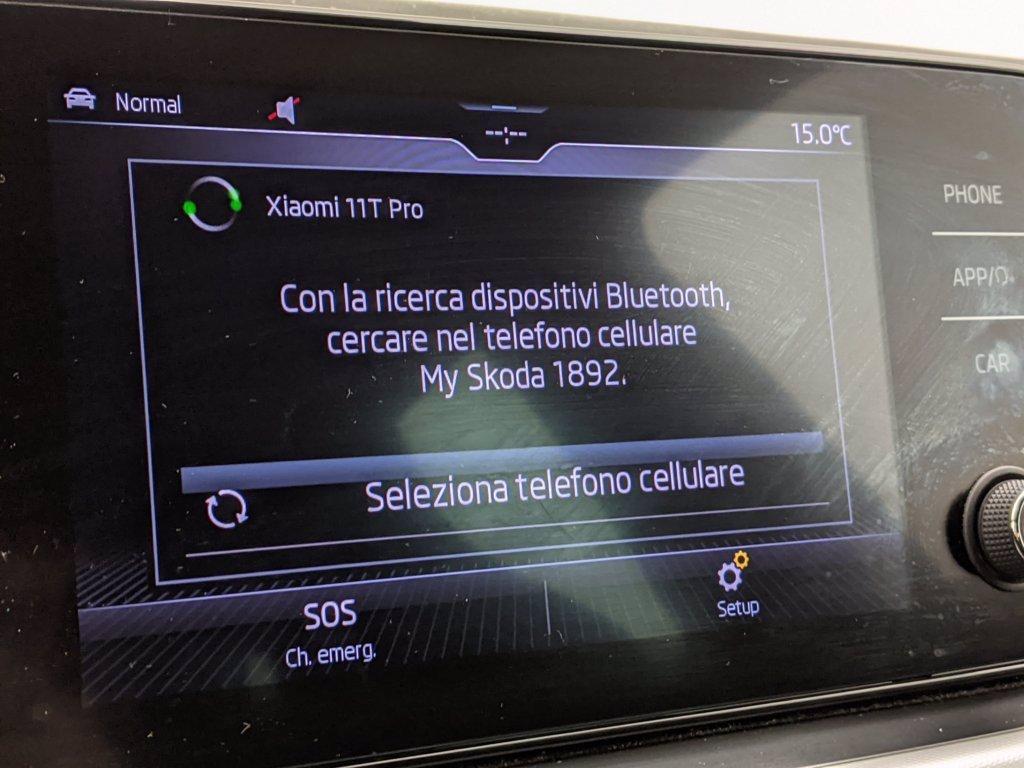 Normal
--:--
15.0°C
Xiaomi 11T Pro
Con la ricerca dispositivi Bluetooth,
cercare nel telefono cellulare
My Skoda 1892.
Seleziona telefono cellulare
SOS
Ch. emerg.
Setup
PHONE
APP/
CAR